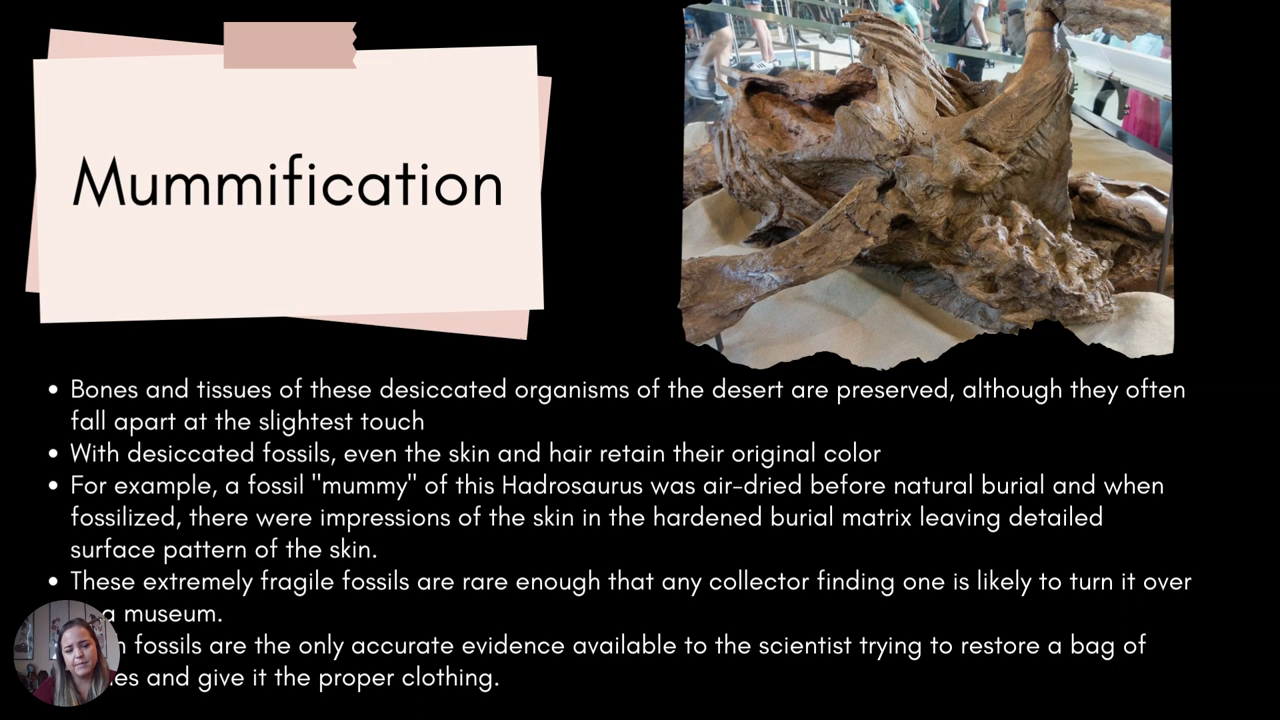 Mummification
• Bones and tissues of these desiccated organisms of the desert are preserved, although they often
fall apart at the slightest touch
• With desiccated fossils, even the skin and hair retain their original color
• For example, a fossil "mummy" of this Hadrosaurus was air-dried before natural burial and when
fossilized, there were impressions of the skin in the hardened burial matrix leaving detailed
surface pattern of the skin.
• These extremely fragile fossils are rare enough that any collector finding one is likely to turn it over
a museum.
fossils are the only accurate evidence available to the scientist trying to restore a bag of
and give it the proper clothing.